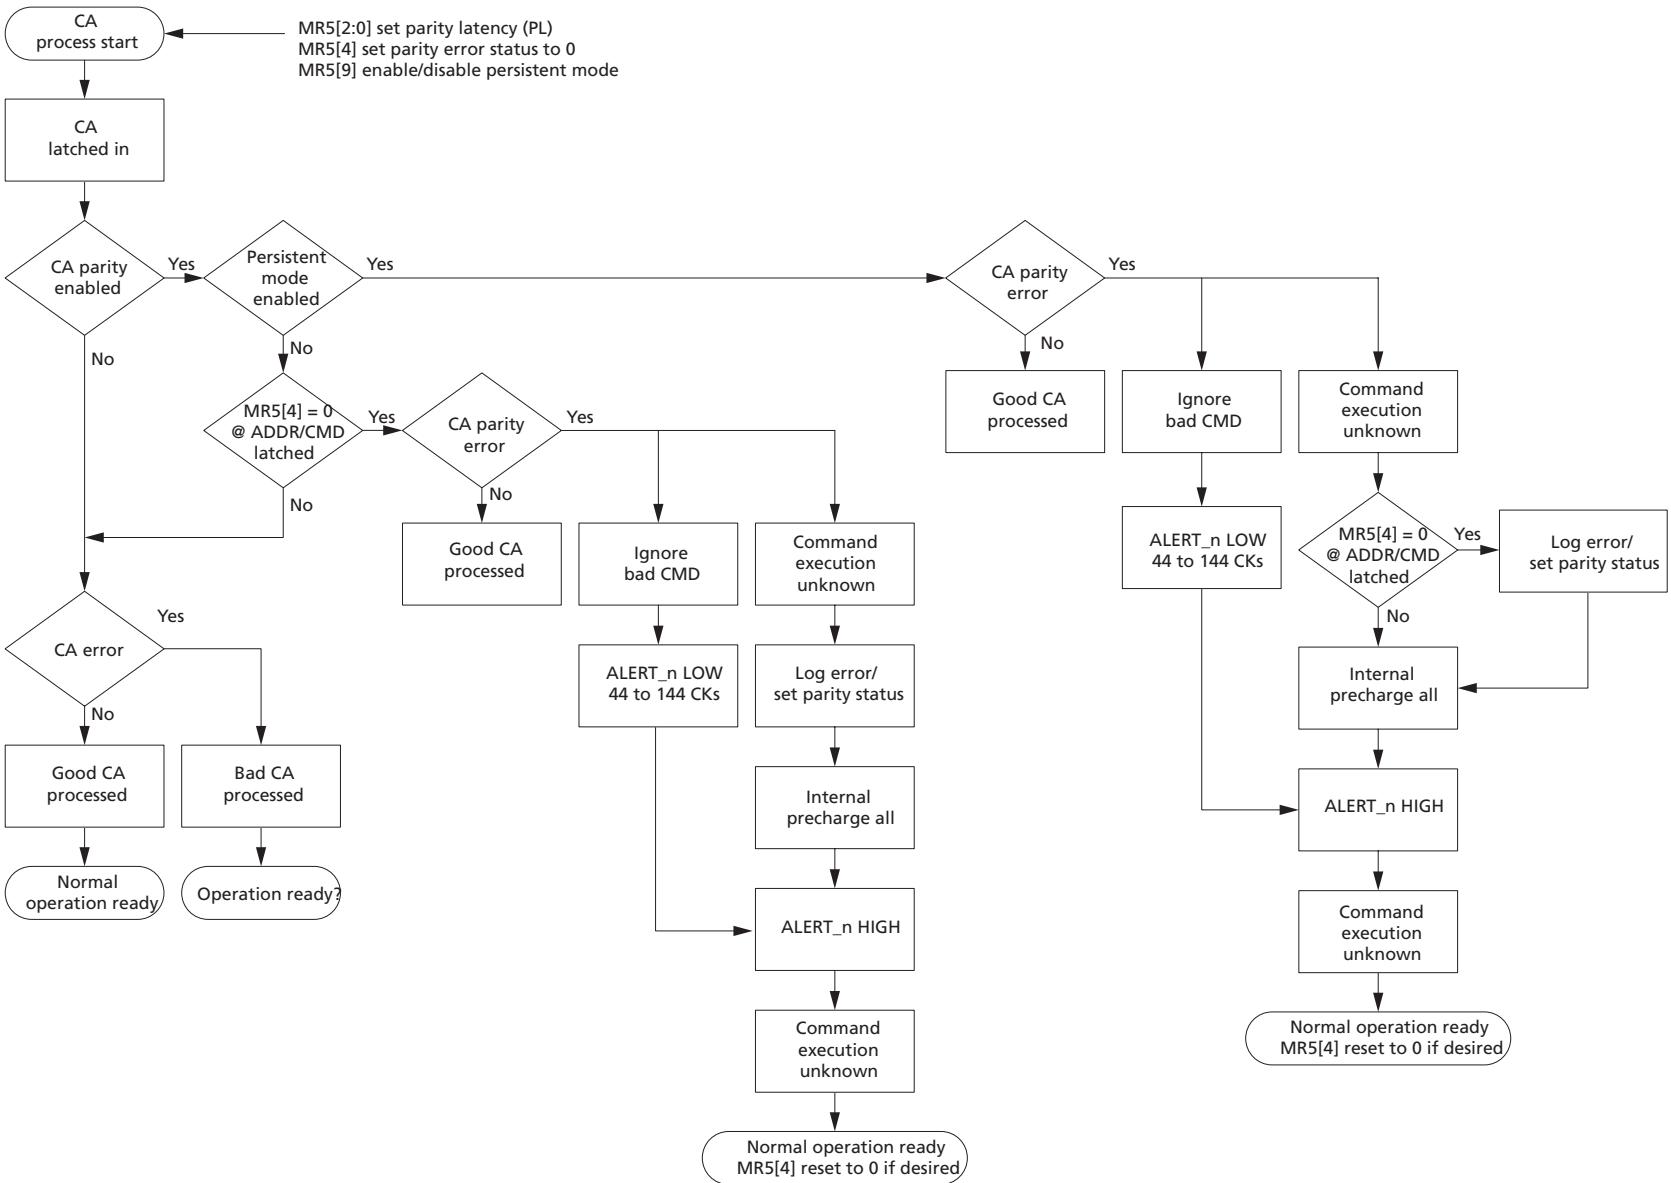 CA
process start
MR5[2:0] set parity latency (PL)
MR5[4] set parity error status to 0
MR5[9] enable/disable persistent mode
CA
latched in
CA parity
enabled
Yes
No
Persistent
mode
enabled
Yes
No
CA parity
error
Yes
No
MR5[4] = 0
@ ADDR/CMD
latched
Yes
No
CA parity
error
Yes
No
Good CA
processed
Ignore
bad CMD
Command
execution
unknown
Good CA
processed
Ignore
bad CMD
Command
execution
unknown
ALERT_n LOW
44 to 144 CKs
MR5[4] = 0
@ ADDR/CMD
latched
Yes
No
Log error/
set parity status
CA error
Yes
No
ALERT_n LOW
44 to 144 CKs
Log error/
set parity status
Internal
precharge all
Good CA
processed
Bad CA
processed
Internal
precharge all
ALERT_n HIGH
Normal
operation ready
Operation ready?
ALERT_n HIGH
Command
execution
unknown
Command
execution
unknown
Normal operation ready
MR5[4] reset to 0 if desired
Normal operation ready
MR5[4] reset to 0 if desired